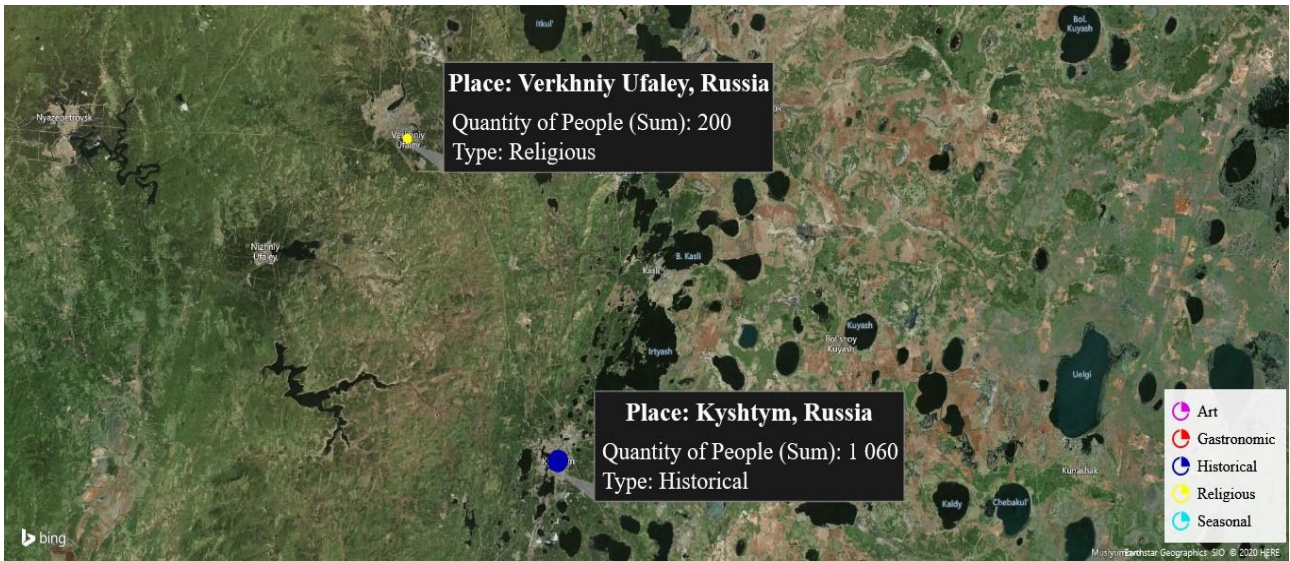 Itkul'
Bol.
Kuyash
Nyazepetrovsk
Place: Verkhniy Ufaley, Russia
Quantity of People (Sum): 200
Type: Religious
Verkhniy
Ufaley
Nizhniy
Ufaley
B. Kasli
Kasli
Kuyash
Bol'shoy
Kuyash
Irtyash
Uelgi
Place: Kyshtym, Russia
Quantity of People (Sum): 1 060
Type: Historical
Art
Gastronomic
Historical
Religious
Seasonal
Kunashak
Kaldy
Chebakul'
bing
Earthstar Geographics SIO © 2020 HERE